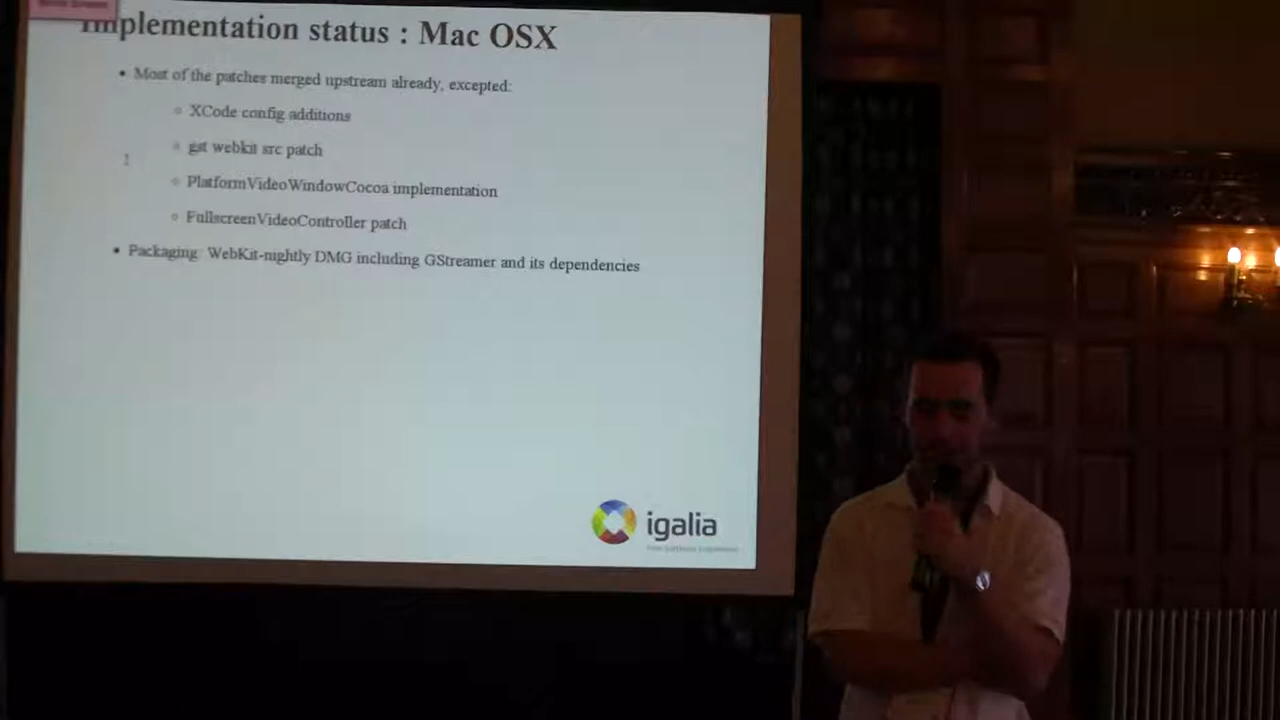 Implementation status : Mac OSX
Most of the patches merged upstream already, excepted:
XCode config additions
gst webkit src patch
PlatformVideoWindowCocoa implementation
FullscreenVideoController patch
Packaging: WebKit-nightly DMG including GStreamer and its dependencies
igalia